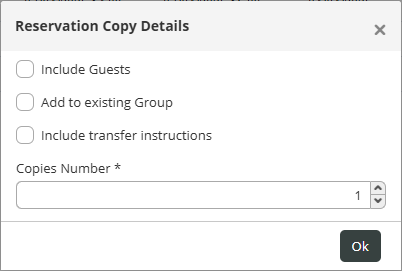 Reservation Copy Details
Include Guests
Add to existing Group
Include transfer instructions
Copies Number *
1
Ok